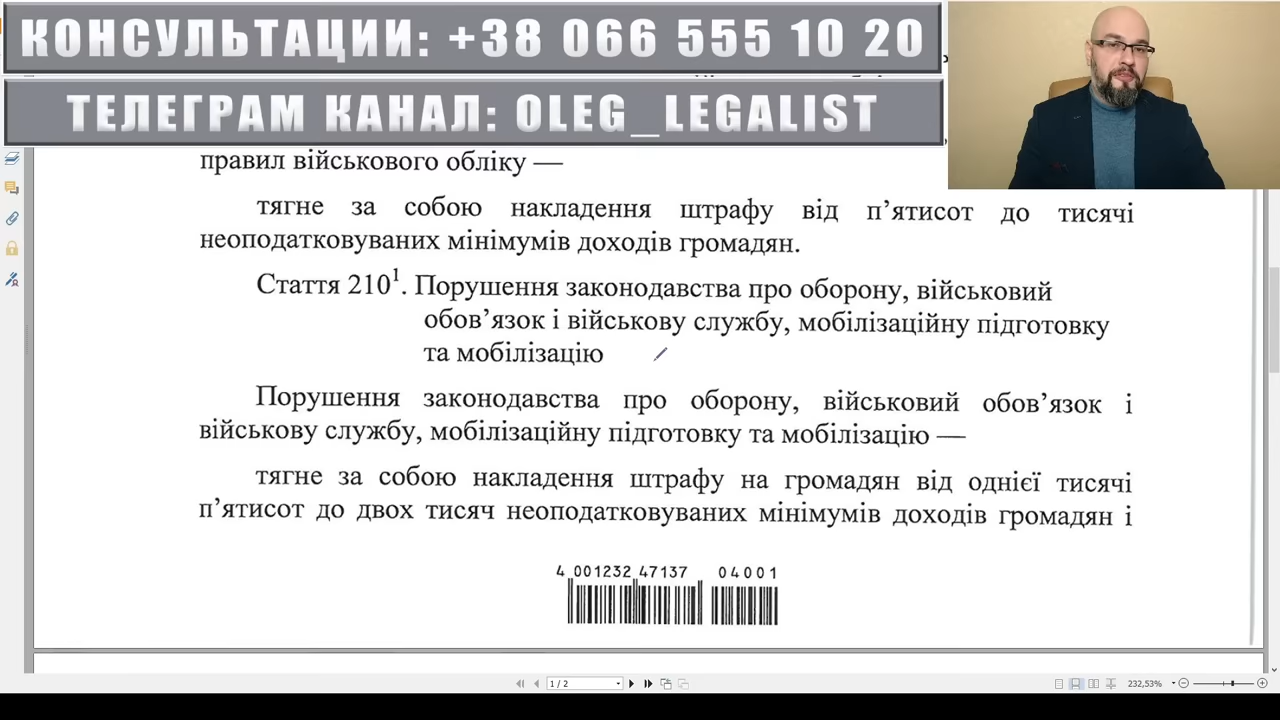 КОНСУЛЬТАЦИИ: +38 066 555 10 20
ТЕЛЕГРАМ КАНАЛ: OLEG_LEGALIST
правил військового обліку —
тягне за собою накладення штрафу від п’ятисот до тисячі
неоподатковуваних мінімумів доходів громадян.
Стаття 210¹. Порушення законодавства про оборону, військовий
обов’язок і військову службу, мобілізаційну підготовку
та мобілізацію
Порушення законодавства про оборону, військовий обов’язок і
військову службу, мобілізаційну підготовку та мобілізацію —
тягне за собою накладення штрафу на громадян від однієї тисячі
п’ятисот до двох тисяч неоподатковуваних мінімумів доходів громадян і
4 001232 47137 04001
1 / 2
232,53%